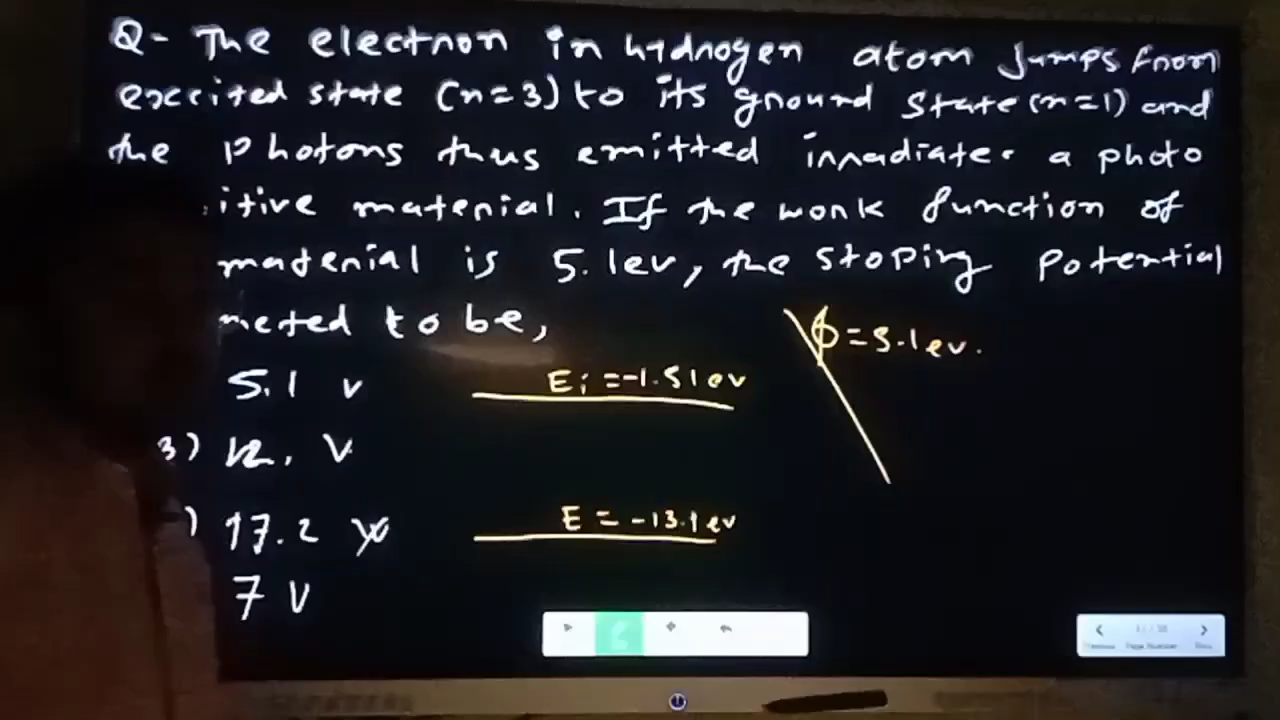 Q- The electron in hydrogen atom jumps from
excited state (n=3) to its ground state (n=1) and
the photons thus emitted irradiate a photo
itive material. If the work function of
material is 5.1ev, the stoping potential
meted to be,
ϕ=5.1ev.
5.1 V
Ei =-1.51ev
3) 12. V
E = -13.1ev
) 17.2 V
7 V